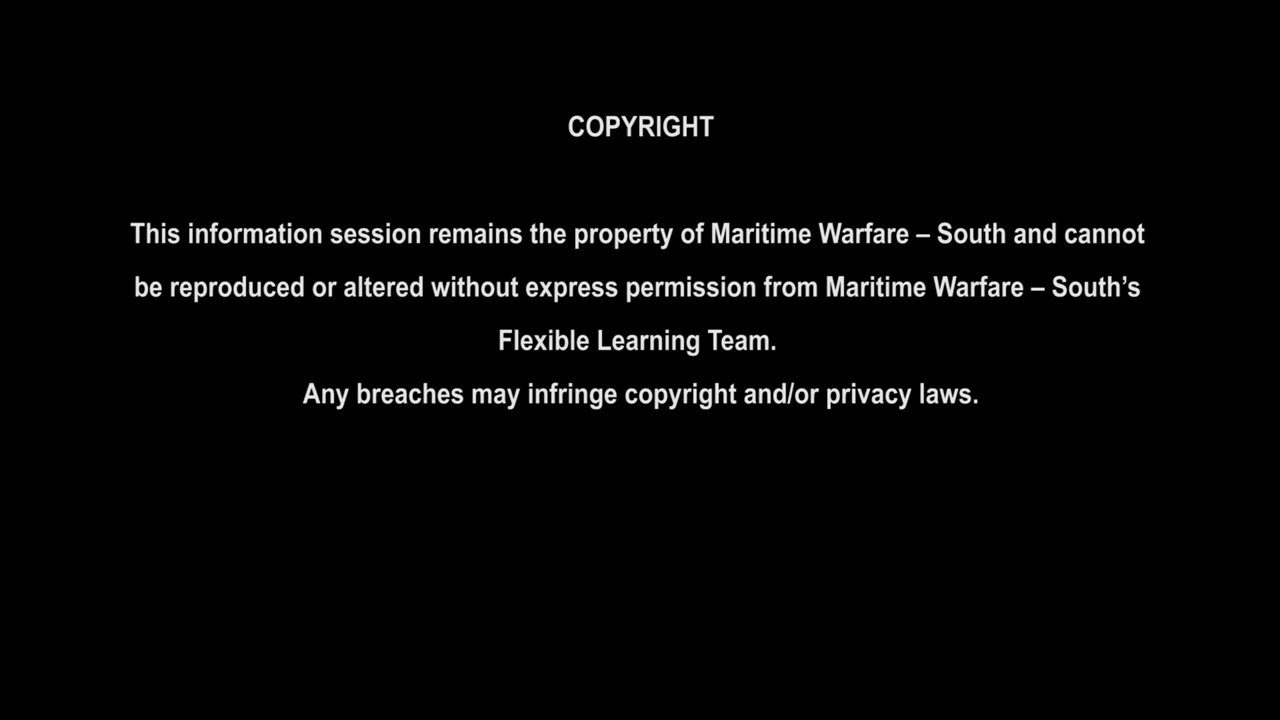 COPYRIGHT
This information session remains the property of Maritime Warfare – South and cannot
be reproduced or altered without express permission from Maritime Warfare – South’s
Flexible Learning Team.
Any breaches may infringe copyright and/or privacy laws.